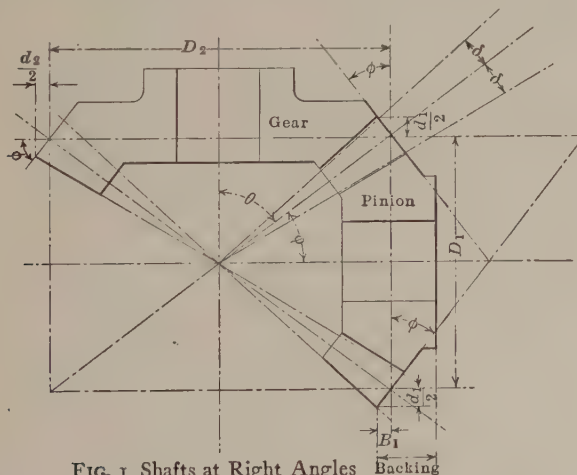 D₂
d₂/2
ϕ
δ
δ
d₁/2
Gear
ϕ
θ
ϕ
Pinion
D₁
ϕ
d₁/2
B₁
Backing
FIG. 1 Shafts at Right Angles